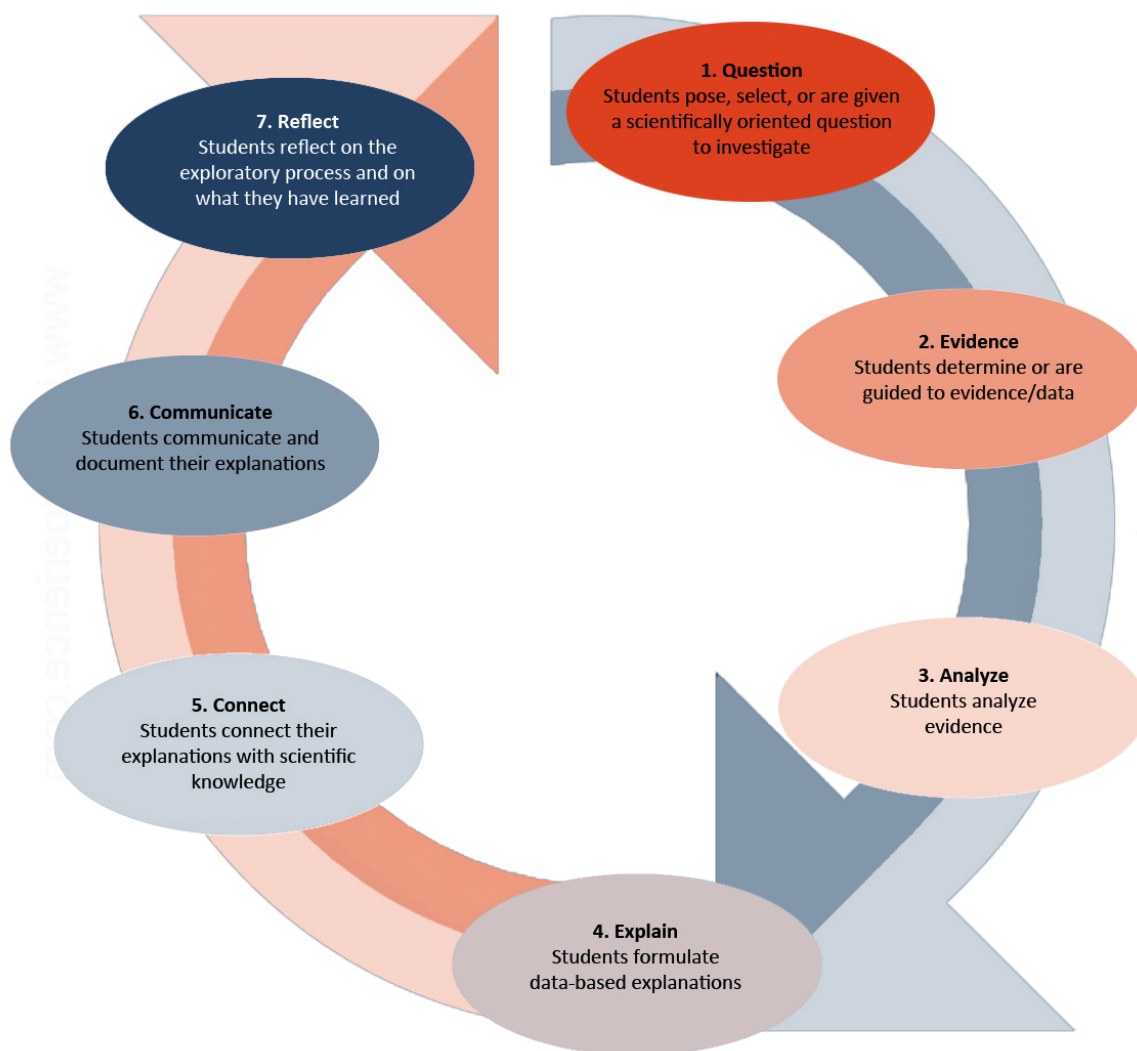 1. Question
Students pose, select, or are given
a scientifically oriented question
to investigate
2. Evidence
Students determine or are
guided to evidence/data
3. Analyze
Students analyze
evidence
4. Explain
Students formulate
data-based explanations
5. Connect
Students connect their
explanations with scientific
knowledge
6. Communicate
Students communicate and
document their explanations
7. Reflect
Students reflect on the
exploratory process and on
what they have learned